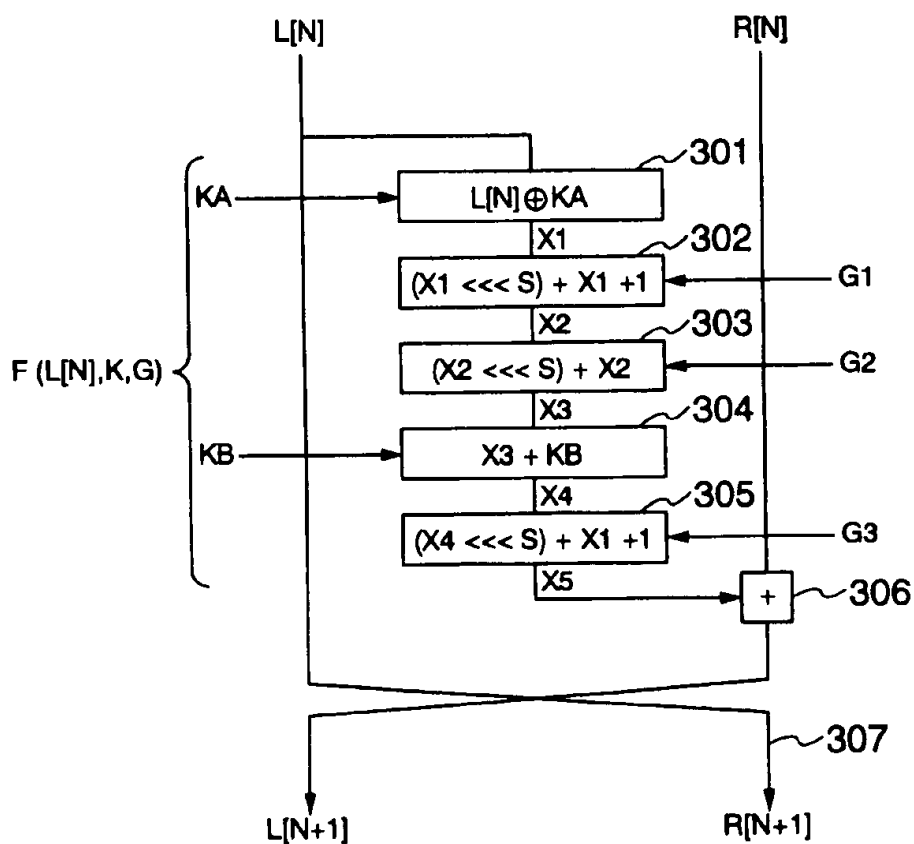 L[N]
R[N]
301
KA
L[N]⊕KA
X1
302
(X1 <<< S) + X1 +1
G1
X2
303
F (L[N],K,G)
(X2 <<< S) + X2
G2
X3
304
KB
X3 + KB
X4
305
(X4 <<< S) + X1 +1
G3
X5
+
306
307
L[N+1]
R[N+1]